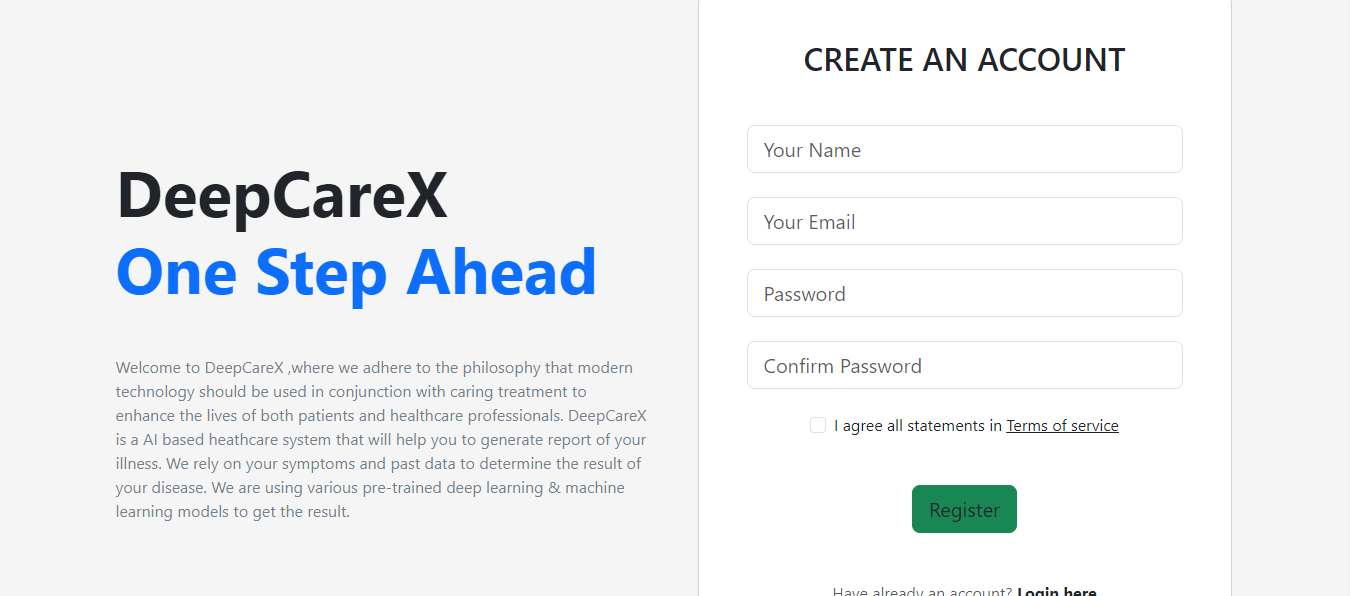 DeepCareX
One Step Ahead
Welcome to DeepCareX ,where we adhere to the philosophy that modern
technology should be used in conjunction with caring treatment to
enhance the lives of both patients and healthcare professionals. DeepCareX
is a AI based heathcare system that will help you to generate report of your
illness. We rely on your symptoms and past data to determine the result of
your disease. We are using various pre-trained deep learning & machine
learning models to get the result.
CREATE AN ACCOUNT
Your Name
Your Email
Password
Confirm Password
I agree all statements in Terms of service
Register
Have already an account? Login here